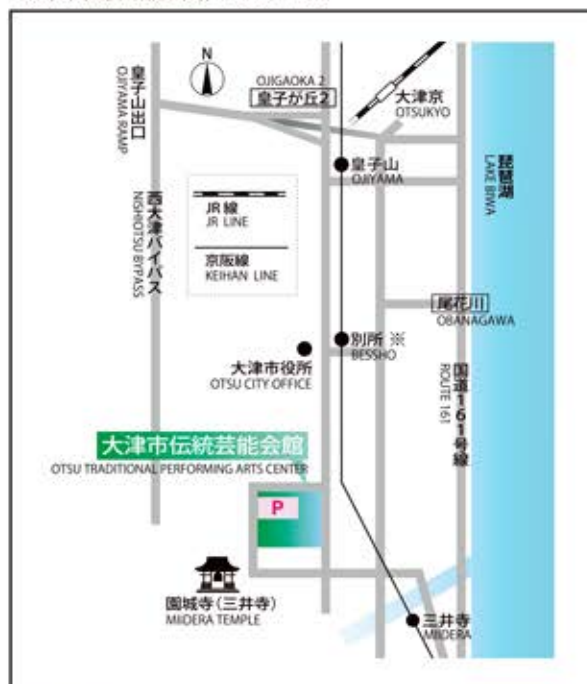 N
皇子山出口
OJIYAMA RAMP
OJIGAOKA 2
皇子が丘2
大津京
OTSUKYO
皇子山
OJIYAMA
琵琶湖
LAKE BIWA
西大津バイパス
NISHIOTSU BYPASS
JR線
JR LINE
京阪線
KEIHAN LINE
尾花川
OBANAGAWA
別所 ※
BESSHO
大津市役所
OTSU CITY OFFICE
国道161号線
ROUTE 161
大津市伝統芸能会館
OTSU TRADITIONAL PERFORMING ARTS CENTER
P
園城寺(三井寺)
MIIDERA TEMPLE
三井寺
MIIDERA